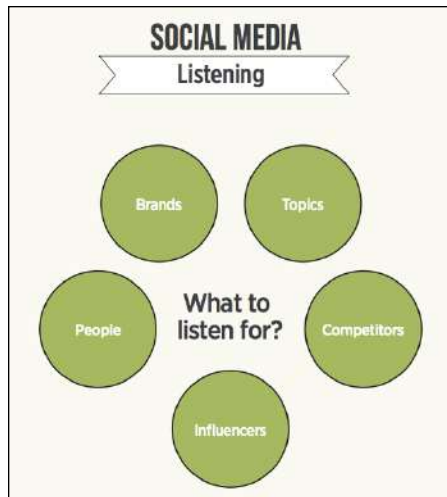 SOCIAL MEDIA
Listening
Brands
Topics
People
What to
listen for?
Competitors
Influencers